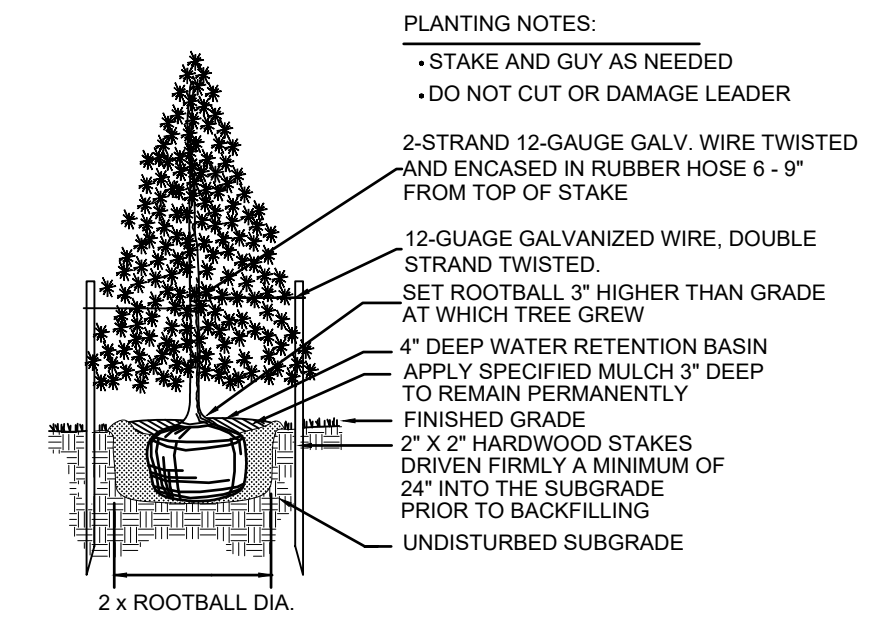 PLANTING NOTES:
• STAKE AND GUY AS NEEDED
• DO NOT CUT OR DAMAGE LEADER
2-STRAND 12-GAUGE GALV. WIRE TWISTED
AND ENCASED IN RUBBER HOSE 6 - 9"
FROM TOP OF STAKE
12-GUAGE GALVANIZED WIRE, DOUBLE
STRAND TWISTED.
SET ROOTBALL 3" HIGHER THAN GRADE
AT WHICH TREE GREW
4" DEEP WATER RETENTION BASIN
APPLY SPECIFIED MULCH 3" DEEP
TO REMAIN PERMANENTLY
FINISHED GRADE
2" X 2" HARDWOOD STAKES
DRIVEN FIRMLY A MINIMUM OF
24" INTO THE SUBGRADE
PRIOR TO BACKFILLING
UNDISTURBED SUBGRADE
2 x ROOTBALL DIA.